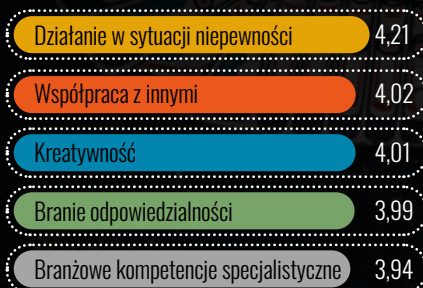 Działanie w sytuacji niepewności 4,21
Współpraca z innymi 4,02
Kreatywność 4,01
Branie odpowiedzialności 3,99
Branżowe kompetencje specjalistyczne 3,94